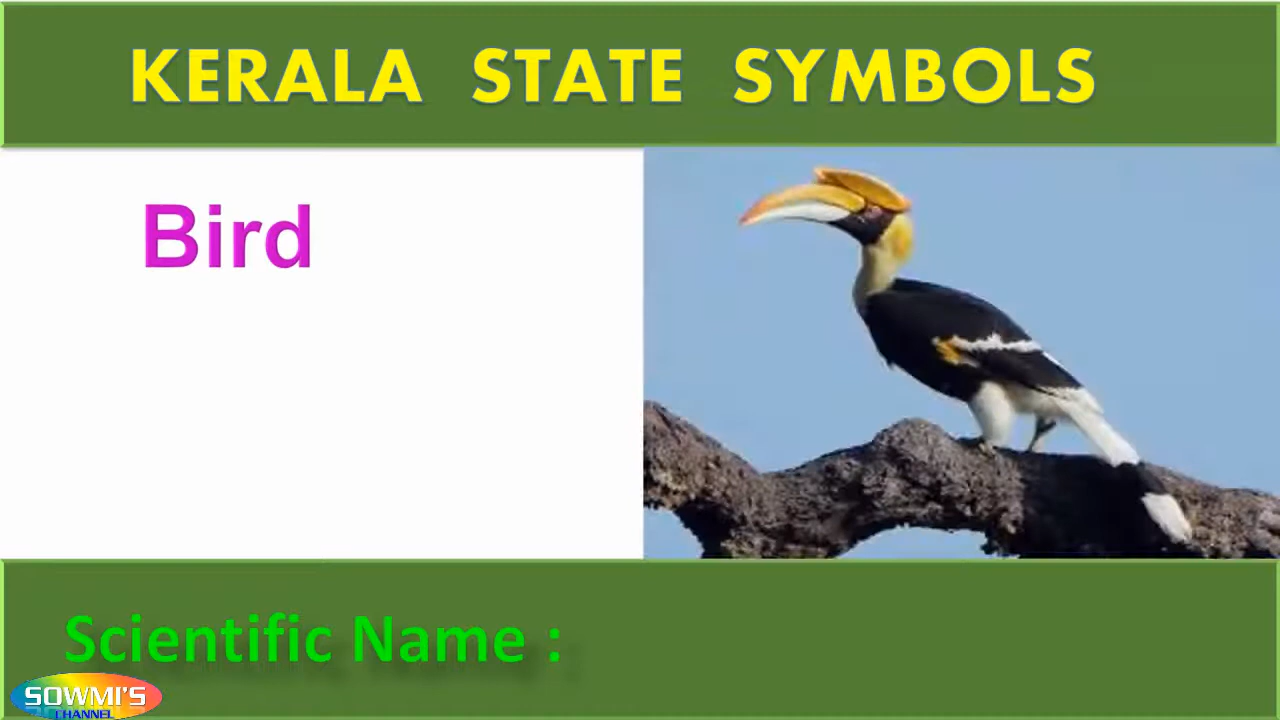 KERALA STATE SYMBOLS
Bird
Scientific Name :
SOWMI'S
CHANNEL